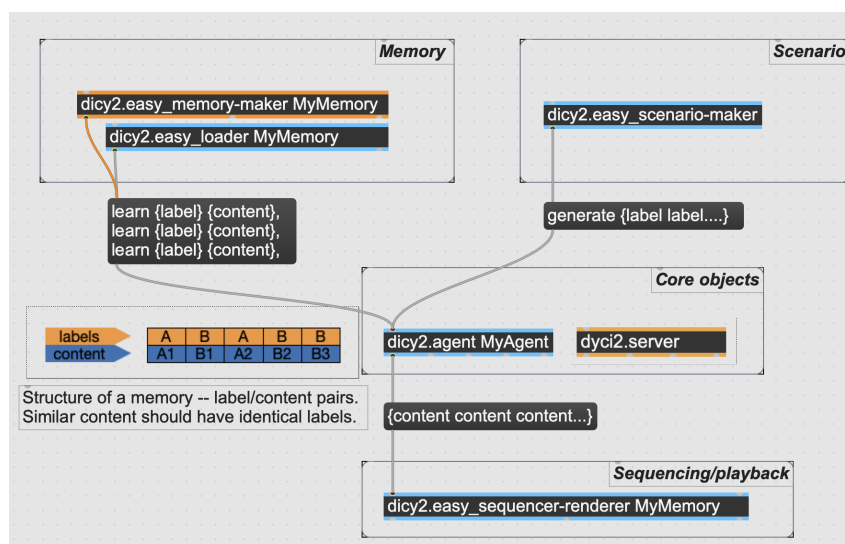 Memory
dicy2.easy_memory-maker MyMemory
dicy2.easy_loader MyMemory
Scenario
dicy2.easy_scenario-maker
learn {label} {content},
learn {label} {content},
learn {label} {content},
generate {label label....}
Core objects
labels A B A B B
content A1 B1 A2 B2 B3
dicy2.agent MyAgent
dyci2.server
Structure of a memory -- label/content pairs.
Similar content should have identical labels.
{content content content...}
Sequencing/playback
dicy2.easy_sequencer-renderer MyMemory